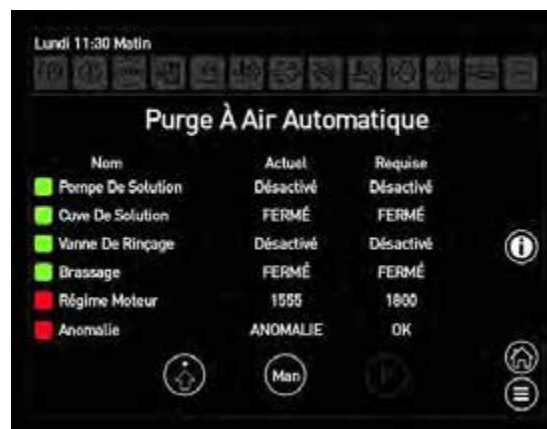 Lundi 11:30 Matin
Purge À Air Automatique
Nom Actuel Requise
Pompe De Solution Désactivé Désactivé
Cuve De Solution FERMÉ FERMÉ
Vanne De Rinçage Désactivé Désactivé
Brassage FERMÉ FERMÉ
Régime Moteur 1555 1800
Anomalie ANOMALIE OK
Man